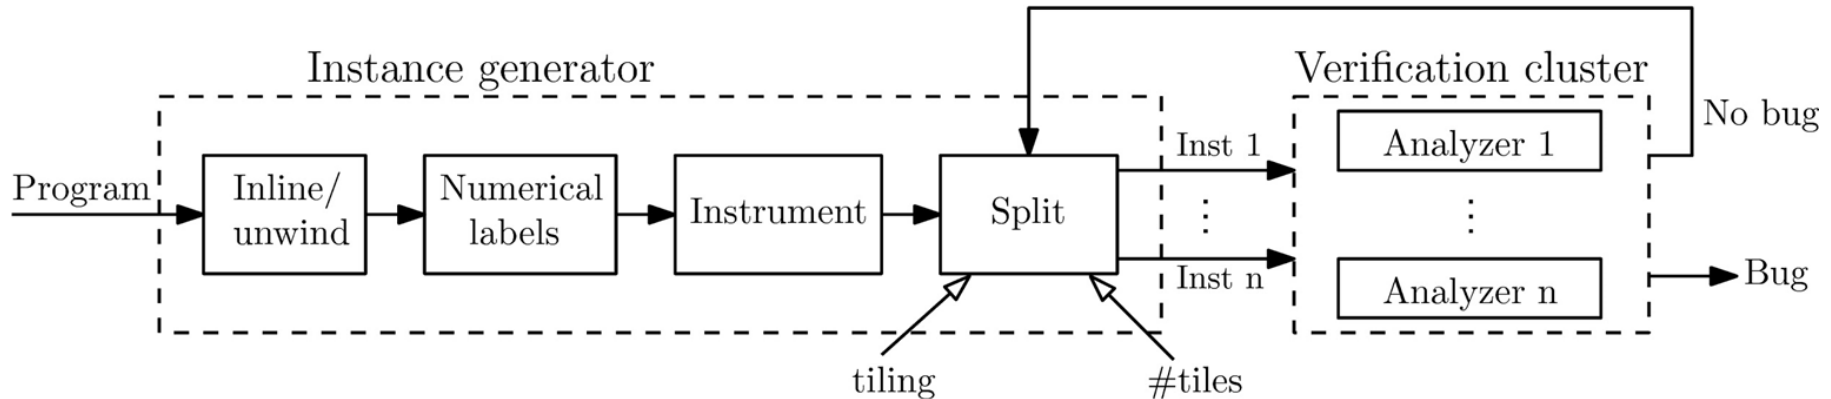 Instance generator
Verification cluster
No bug
Program
Inline/
unwind
Numerical
labels
Instrument
Split
Inst 1
⋮
Inst n
Analyzer 1
⋮
Analyzer n
Bug
tiling
#tiles